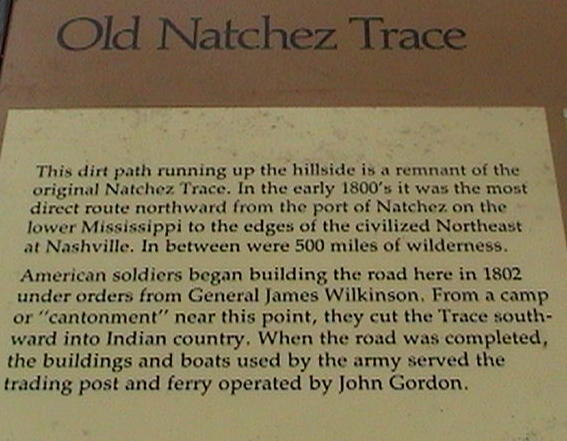 Old Natchez Trace
This dirt path running up the hillside is a remnant of the
original Natchez Trace. In the early 1800's it was the most
direct route northward from the port of Natchez on the
lower Mississippi to the edges of the civilized Northeast
at Nashville. In between were 500 miles of wilderness.
American soldiers began building the road here in 1802
under orders from General James Wilkinson. From a camp
or "cantonment" near this point, they cut the Trace south-
ward into Indian country. When the road was completed,
the buildings and boats used by the army served the
trading post and ferry operated by John Gordon.